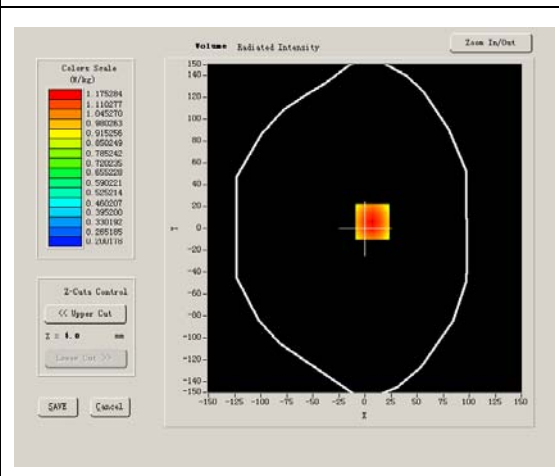 Volume Radiated Intensity
Zoom In/Out
Colors Scale
(W/kg)
1.175284
1.110277
1.045270
0.980263
0.915256
0.850249
0.785242
0.720235
0.655228
0.590221
0.525214
0.460207
0.395200
0.330192
0.265185
0.200178
Z-Cuts Control
<< Upper Cut
Z = 4.0 mm
Lower Cut >>
SAVE
Cancel
150
140
120
100
80
60
40
20
Y
0
-20
-40
-60
-80
-100
-120
-140
-150
-150 -125 -100 -75 -50 -25 0 25 50 75 100 125 150
X